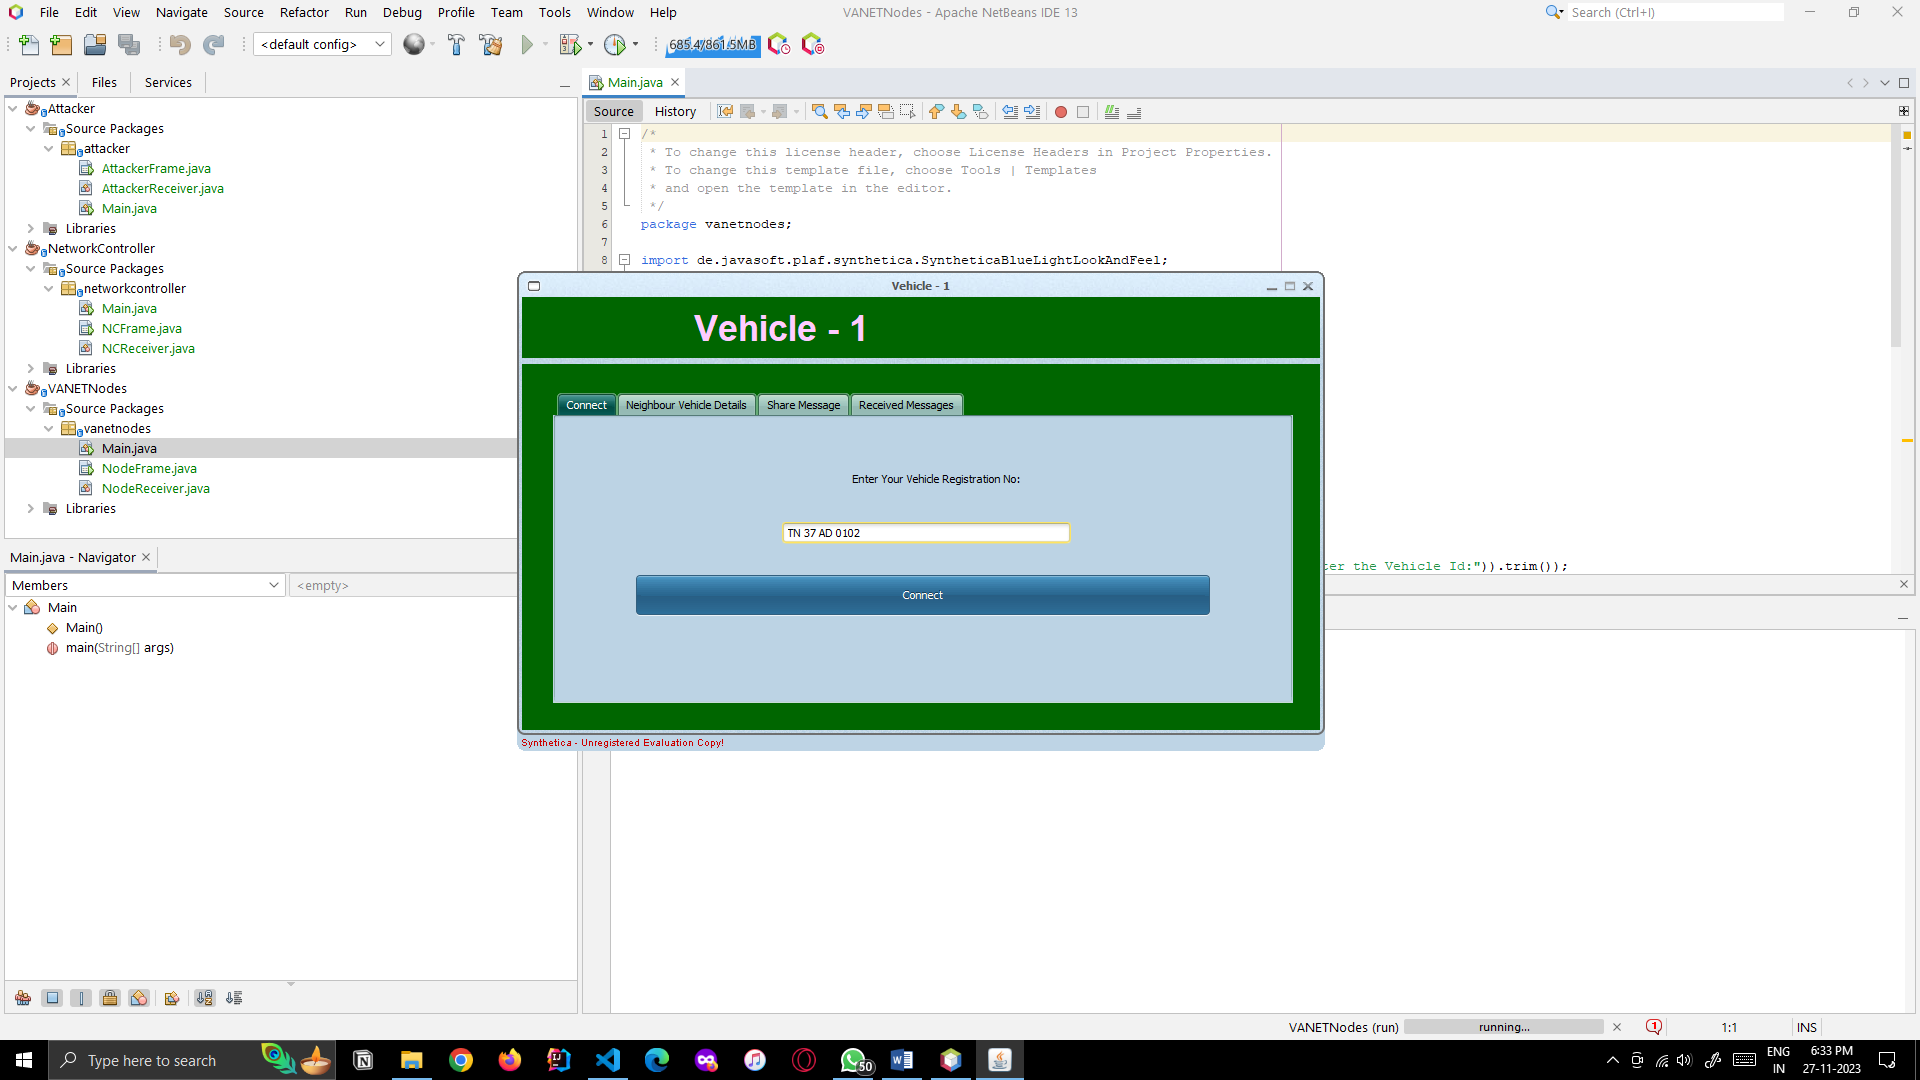 File Edit View Navigate Source Refactor Run Debug Profile Team Tools Window Help
VANETNodes - Apache NetBeans IDE 13
Search (Ctrl+I)
<default config>
685.4/861.5MB
Projects Files Services
Main.java
Source History
Attacker
Source Packages
attacker
AttackerFrame.java
AttackerReceiver.java
Main.java
Libraries
NetworkController
Source Packages
networkcontroller
Main.java
NCFrame.java
NCReceiver.java
Libraries
VANETNodes
Source Packages
vanetnodes
Main.java
NodeFrame.java
NodeReceiver.java
Libraries
1 /*
2 * To change this license header, choose License Headers in Project Properties.
3 * To change this template file, choose Tools | Templates
4 * and open the template in the editor.
5 */
6 package vanetnodes;
7
8 import de.javasoft.plaf.synthetica.SyntheticaBlueLightLookAndFeel;
ter the Vehicle Id:")).trim());
Vehicle - 1
Vehicle - 1
Connect Neighbour Vehicle Details Share Message Received Messages
Enter Your Vehicle Registration No:
TN 37 AD 0102
Connect
Synthetica - Unregistered Evaluation Copy!
Main.java - Navigator
Members <empty>
Main
Main()
main(String[] args)
VANETNodes (run) running... 1 1:1 INS
Type here to search
50
ENG
IN
6:33 PM
27-11-2023